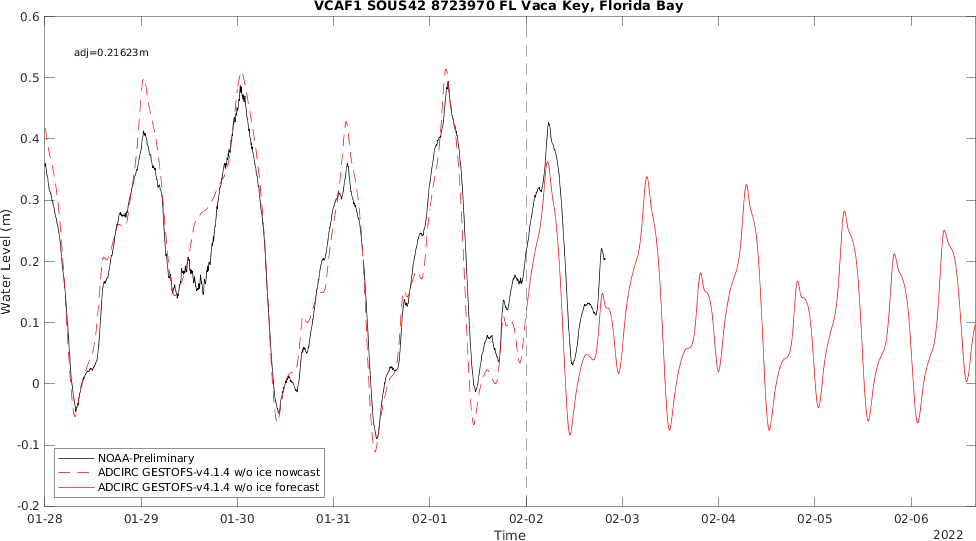 VCAF1 SOUS42 8723970 FL Vaca Key, Florida Bay
adj=0.21623m
0.6
0.5
0.4
0.3
0.2
0.1
0
-0.1
-0.2
Water Level (m)
NOAA-Preliminary
ADCIRC GESTOFS-v4.1.4 w/o ice nowcast
ADCIRC GESTOFS-v4.1.4 w/o ice forecast
01-28 01-29 01-30 01-31 02-01 02-02 02-03 02-04 02-05 02-06
Time
2022